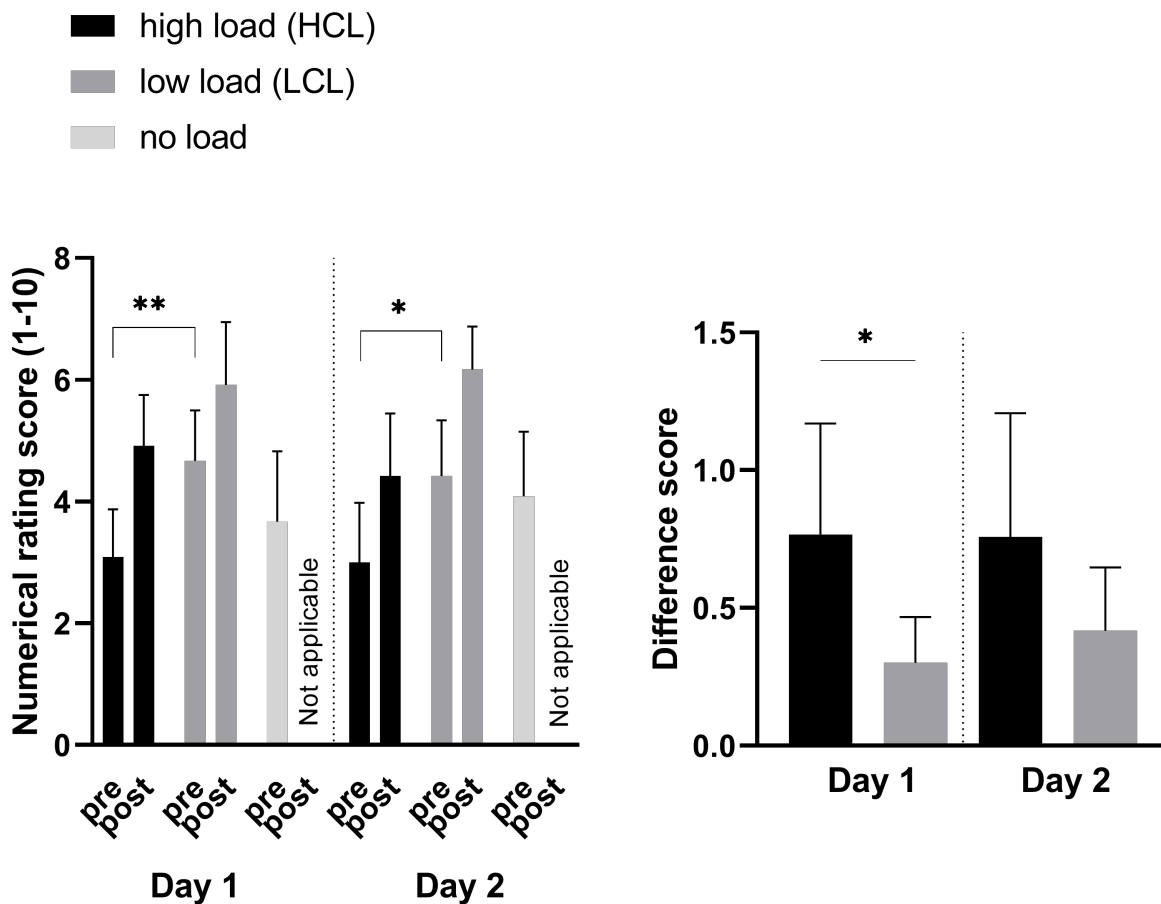 high load (HCL)
low load (LCL)
no load
Numerical rating score (1-10)
8
6
4
2
0
**
*
Not applicable
Not applicable
pre
post
pre
post
pre
post
pre
post
pre
post
pre
post
Day 1
Day 2
Difference score
1.5
1.0
0.5
0.0
*
Day 1
Day 2